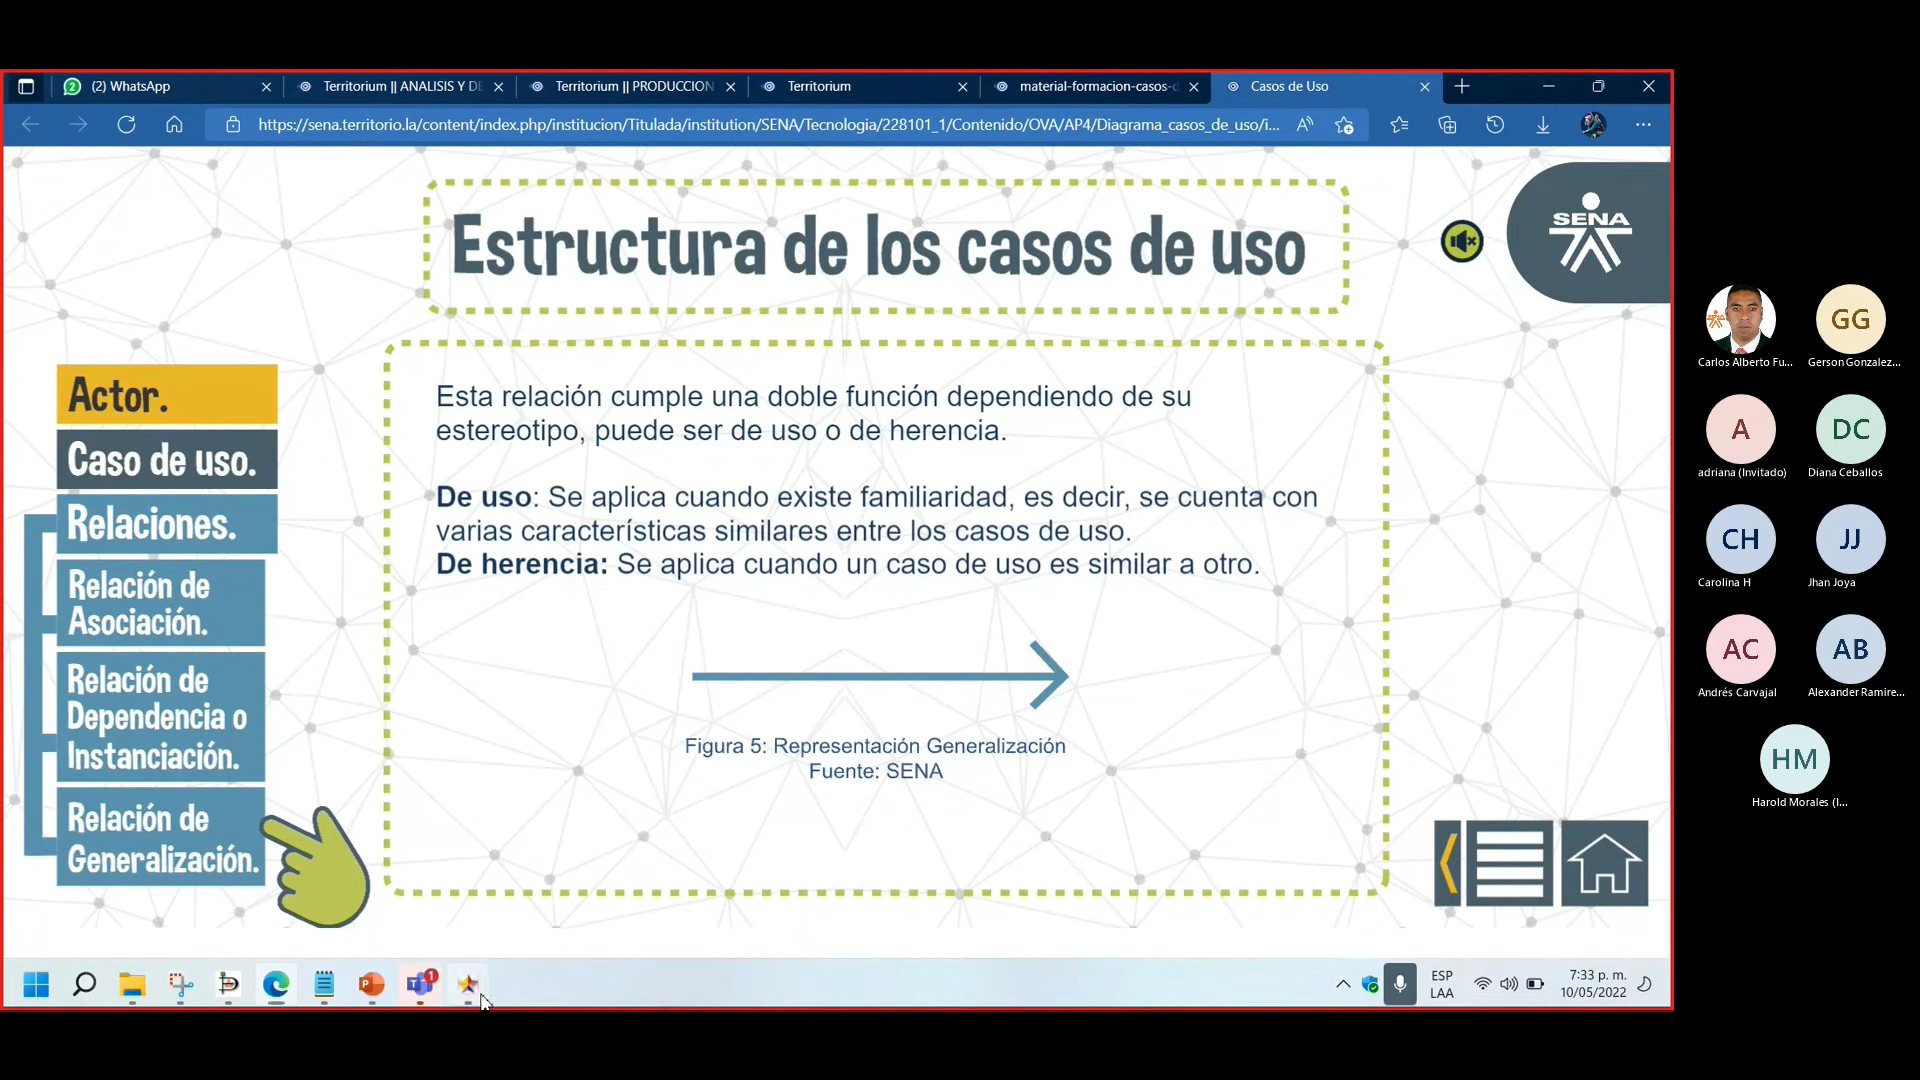 (2) WhatsApp
Territorium || ANALISIS Y DE
Territorium || PRODUCCION
Territorium
material-formacion-casos-d
Casos de Uso
https://sena.territorio.la/content/index.php/institucion/Titulada/institution/SENA/Tecnologia/228101_1/Contenido/OVA/AP4/Diagrama_casos_de_uso/i...
Estructura de los casos de uso
SENA
Actor.
Caso de uso.
Relaciones.
Relación de
Asociación.
Relación de
Dependencia o
Instanciación.
Relación de
Generalización.
Esta relación cumple una doble función dependiendo de su
estereotipo, puede ser de uso o de herencia.
De uso: Se aplica cuando existe familiaridad, es decir, se cuenta con
varias características similares entre los casos de uso.
De herencia: Se aplica cuando un caso de uso es similar a otro.
Figura 5: Representación Generalización
Fuente: SENA
Carlos Alberto Fu...
GG
Gerson Gonzalez...
A
adriana (Invitado)
DC
Diana Ceballos
CH
Carolina H
JJ
Jhan Joya
AC
Andrés Carvajal
AB
Alexander Ramire...
HM
Harold Morales (I...
1
ESP
LAA
7:33 p. m.
10/05/2022